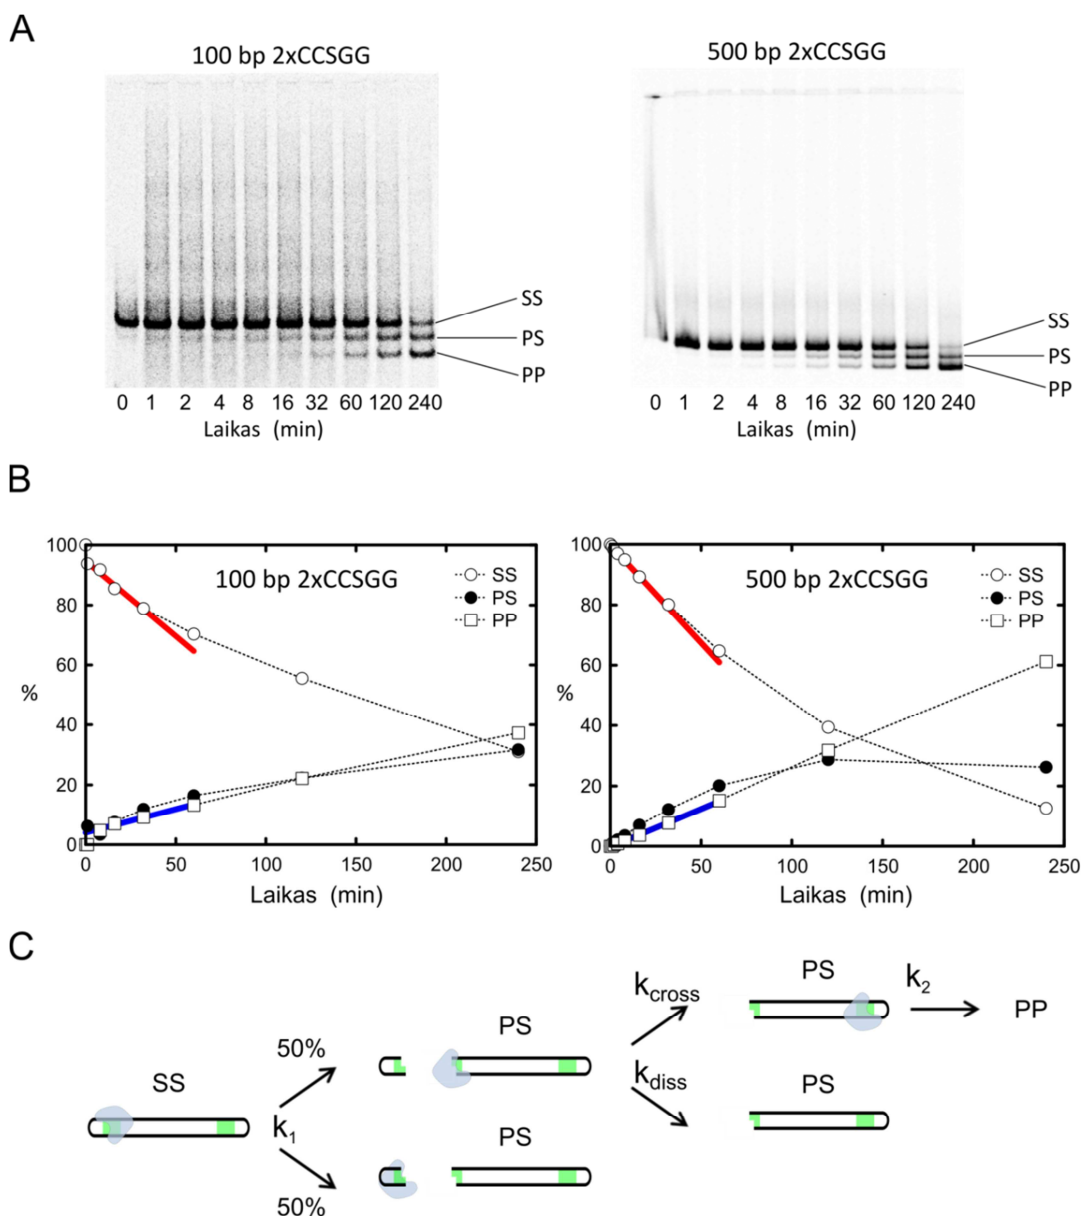 A
100 bp 2xCCSGG
500 bp 2xCCSGG
SS
PS
PP
SS
PS
PP
0 1 2 4 8 16 32 60 120 240
Laikas (min)
0 1 2 4 8 16 32 60 120 240
Laikas (min)
B
100
80
60
%
40
20
0
100 bp 2xCCSGG
SS
PS
PP
0 50 100 150 200 250
Laikas (min)
100
80
60
%
40
20
0
500 bp 2xCCSGG
SS
PS
PP
0 50 100 150 200 250
Laikas (min)
C
SS
k1
50%
50%
PS
PS
kcross
kdiss
PS
PS
k2
PP